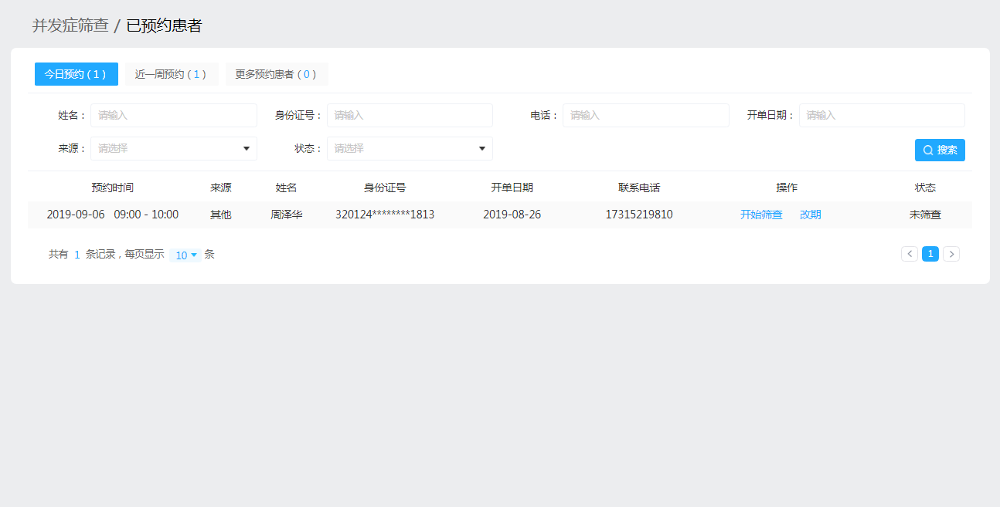 并发症筛查 / 已预约患者
今日预约 ( 1 ) 近一周预约 ( 1 ) 更多预约患者 ( 0 )
姓名： 请输入 身份证号： 请输入 电话： 请输入 开单日期： 请输入
来源： 请选择 状态： 请选择 搜索
预约时间 来源 姓名 身份证号 开单日期 联系电话 操作 状态
2019-09-06 09:00 - 10:00 其他 周泽华 320124********1813 2019-08-26 17315219810 开始筛查 改期 未筛查
共有 1 条记录，每页显示 10 条 1